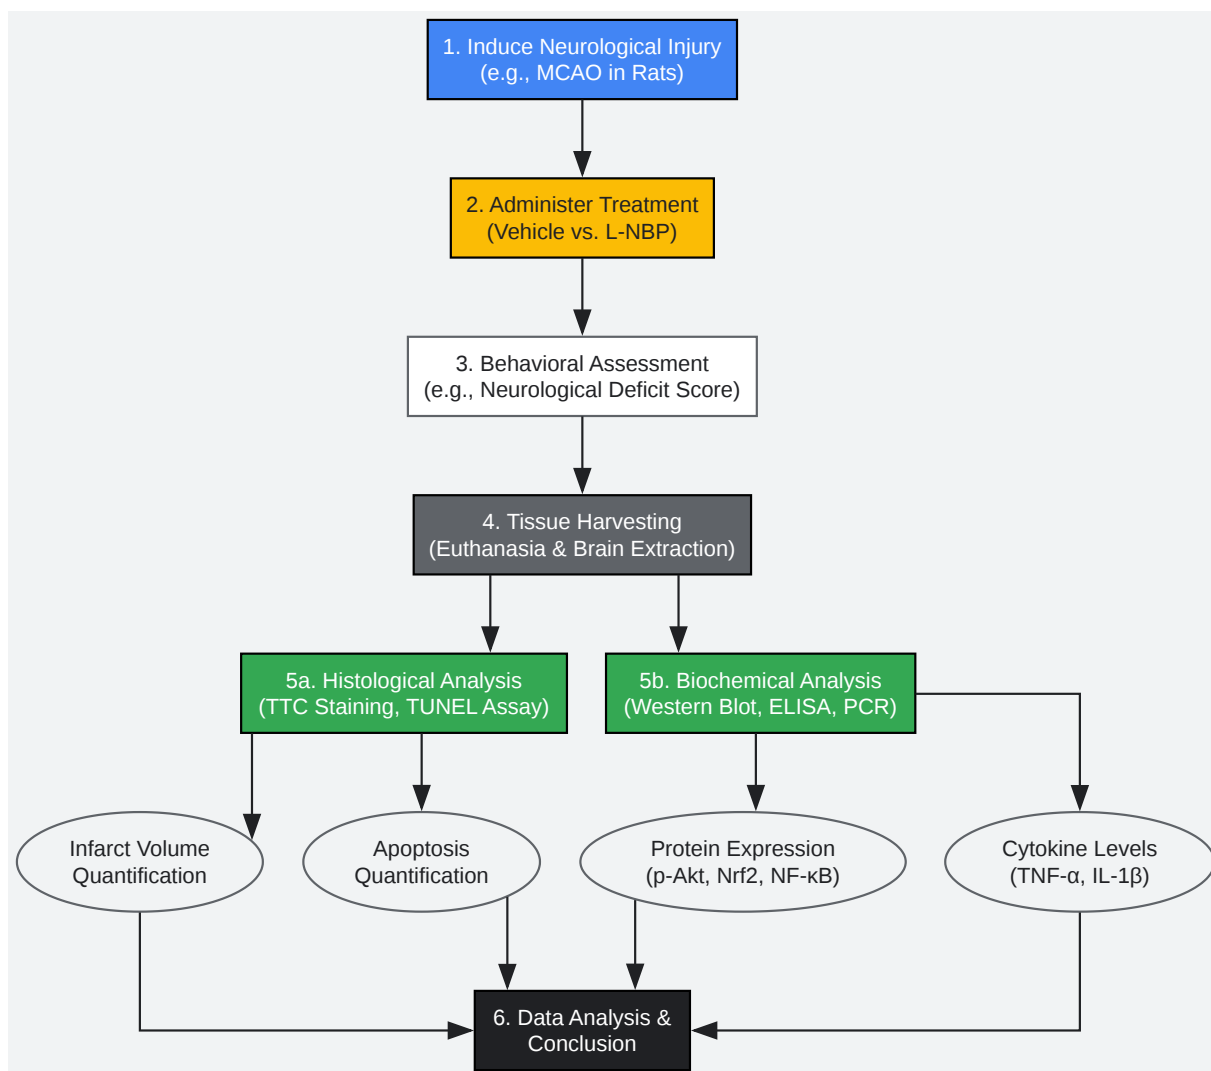 1. Induce Neurological Injury
(e.g., MCAO in Rats)
2. Administer Treatment
(Vehicle vs. L-NBP)
3. Behavioral Assessment
(e.g., Neurological Deficit Score)
4. Tissue Harvesting
(Euthanasia & Brain Extraction)
5a. Histological Analysis
(TTC Staining, TUNEL Assay)
5b. Biochemical Analysis
(Western Blot, ELISA, PCR)
Infarct Volume
Quantification
Apoptosis
Quantification
Protein Expression
(p-Akt, Nrf2, NF-κB)
Cytokine Levels
(TNF-α, IL-1β)
6. Data Analysis &
Conclusion